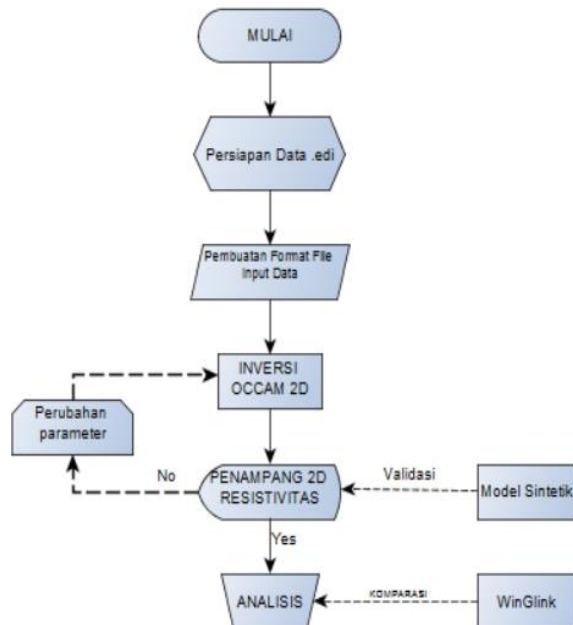 MULAI
Persiapan Data .edi
Pembuatan Format File
Input Data
INVERSI
OCCAM 2D
Perubahan
parameter
No
PENAMPANG 2D
RESISTIVITAS
Validasi
Model Sintetik
Yes
ANALISIS
KOMPARASI
WinGlink